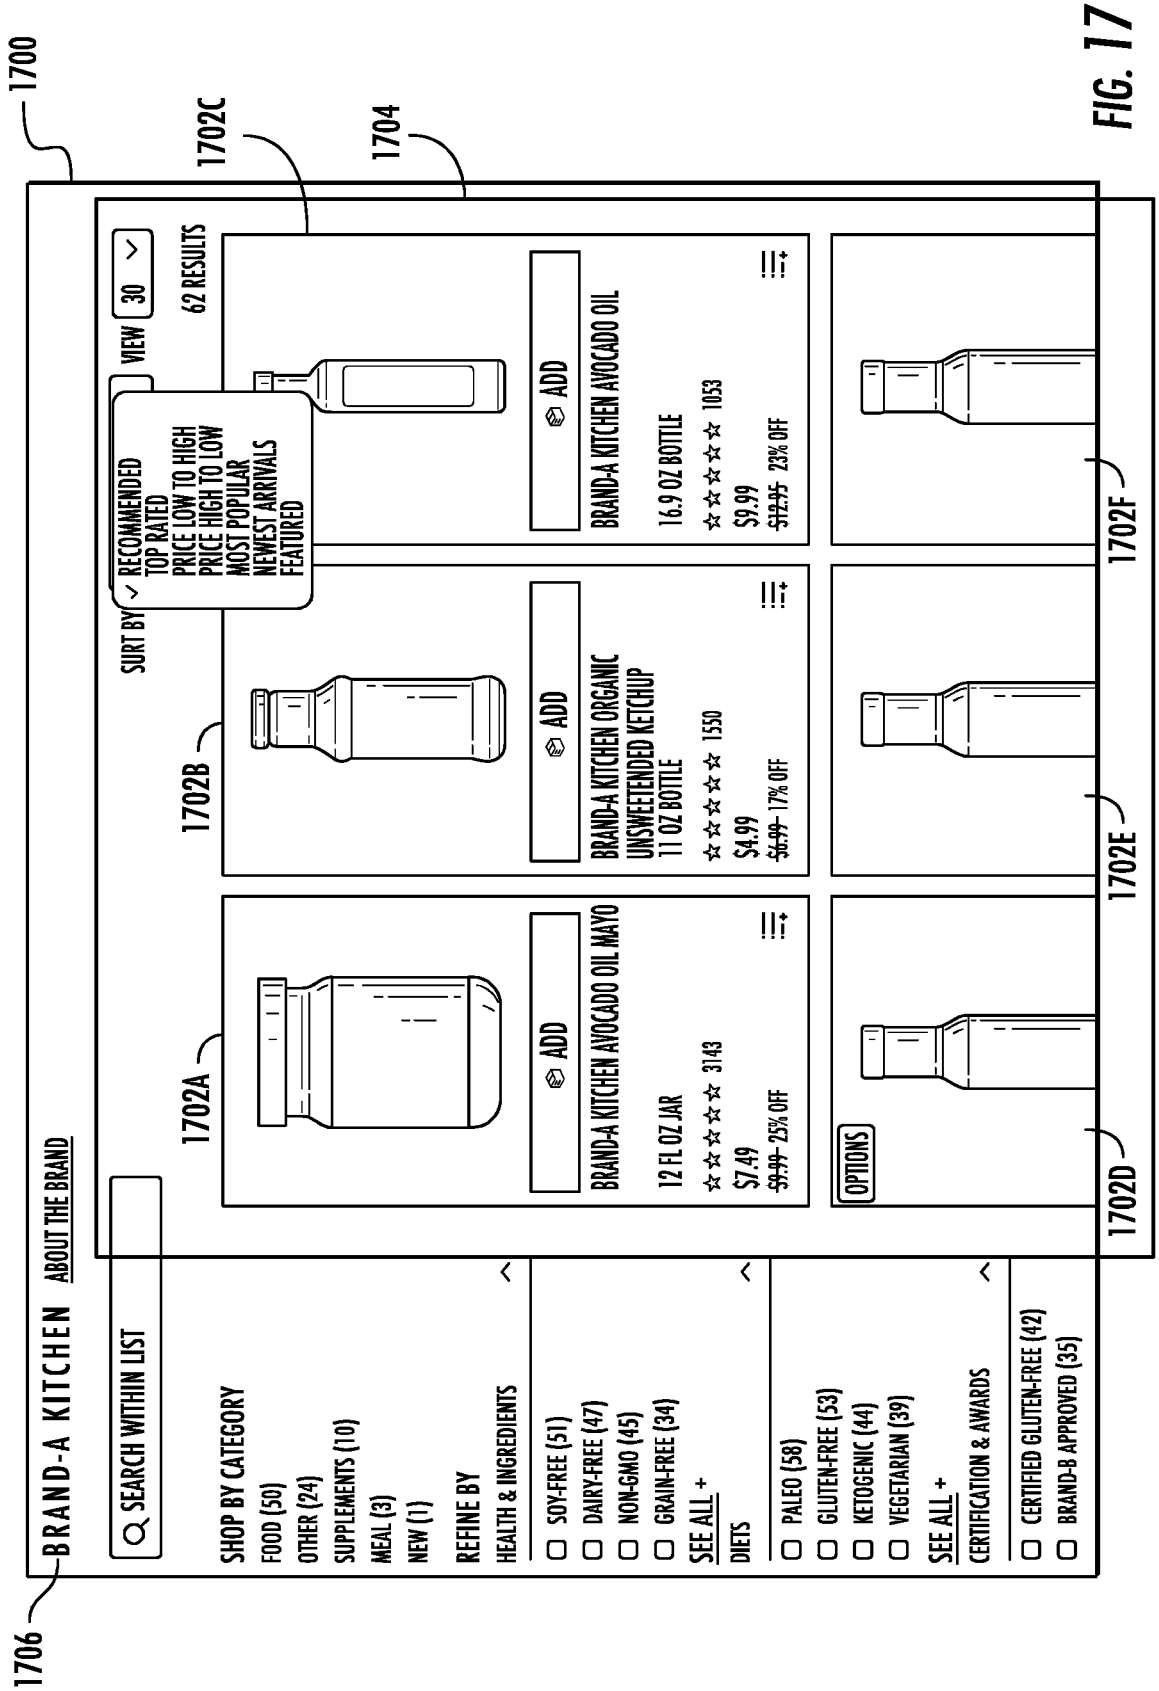 1700
1706
BRAND-A KITCHEN ABOUT THE BRAND
SEARCH WITHIN LIST
SHOP BY CATEGORY
FOOD (50)
OTHER (24)
SUPPLEMENTS (10)
MEAL (3)
NEW (1)
REFINE BY
HEALTH & INGREDIENTS
SOY-FREE (51)
DAIRY-FREE (47)
NON-GMO (45)
GRAIN-FREE (34)
SEE ALL +
DIETS
PALEO (58)
GLUTEN-FREE (53)
KETOGENIC (44)
VEGETARIAN (39)
SEE ALL +
CERTIFICATION & AWARDS
CERTIFIED GLUTEN-FREE (42)
BRAND-B APPROVED (35)
SURT BY
RECOMMENDED
TOP RATED
PRICE LOW TO HIGH
PRICE HIGH TO LOW
MOST POPULAR
NEWEST ARRIVALS
FEATURED
VIEW 30
62 RESULTS
1702A
ADD
BRAND-A KITCHEN AVOCADO OIL MAYO
12 FL OZ JAR
3143
$7.49
$9.99 25% OFF
1702B
ADD
BRAND-A KITCHEN ORGANIC
UNSWEETENDED KETCHUP
11 OZ BOTTLE
1550
$4.99
$6.99 17% OFF
1702C
ADD
BRAND-A KITCHEN AVOCADO OIL
16.9 OZ BOTTLE
1053
$9.99
$12.95 23% OFF
1704
OPTIONS
1702D
1702E
1702F
FIG. 17